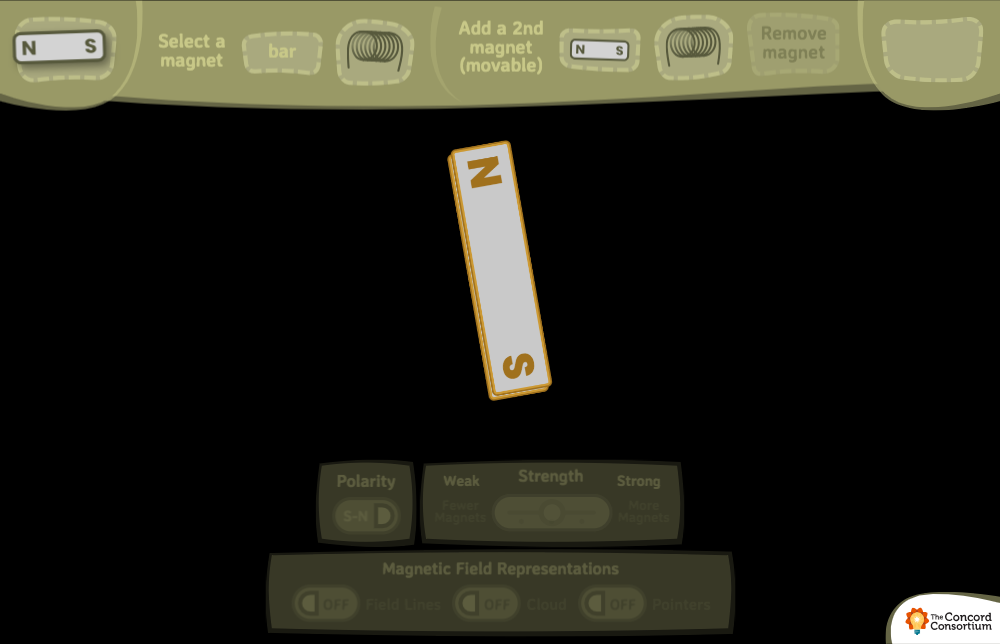 N S
Select a
magnet
bar
Add a 2nd
magnet
(movable)
N S
Remove
magnet
N
S
Polarity
S-N
Strength
Weak
Strong
Fewer
Magnets
More
Magnets
Magnetic Field Representations
OFF Field Lines OFF Cloud OFF Pointers
The Concord
Consortium